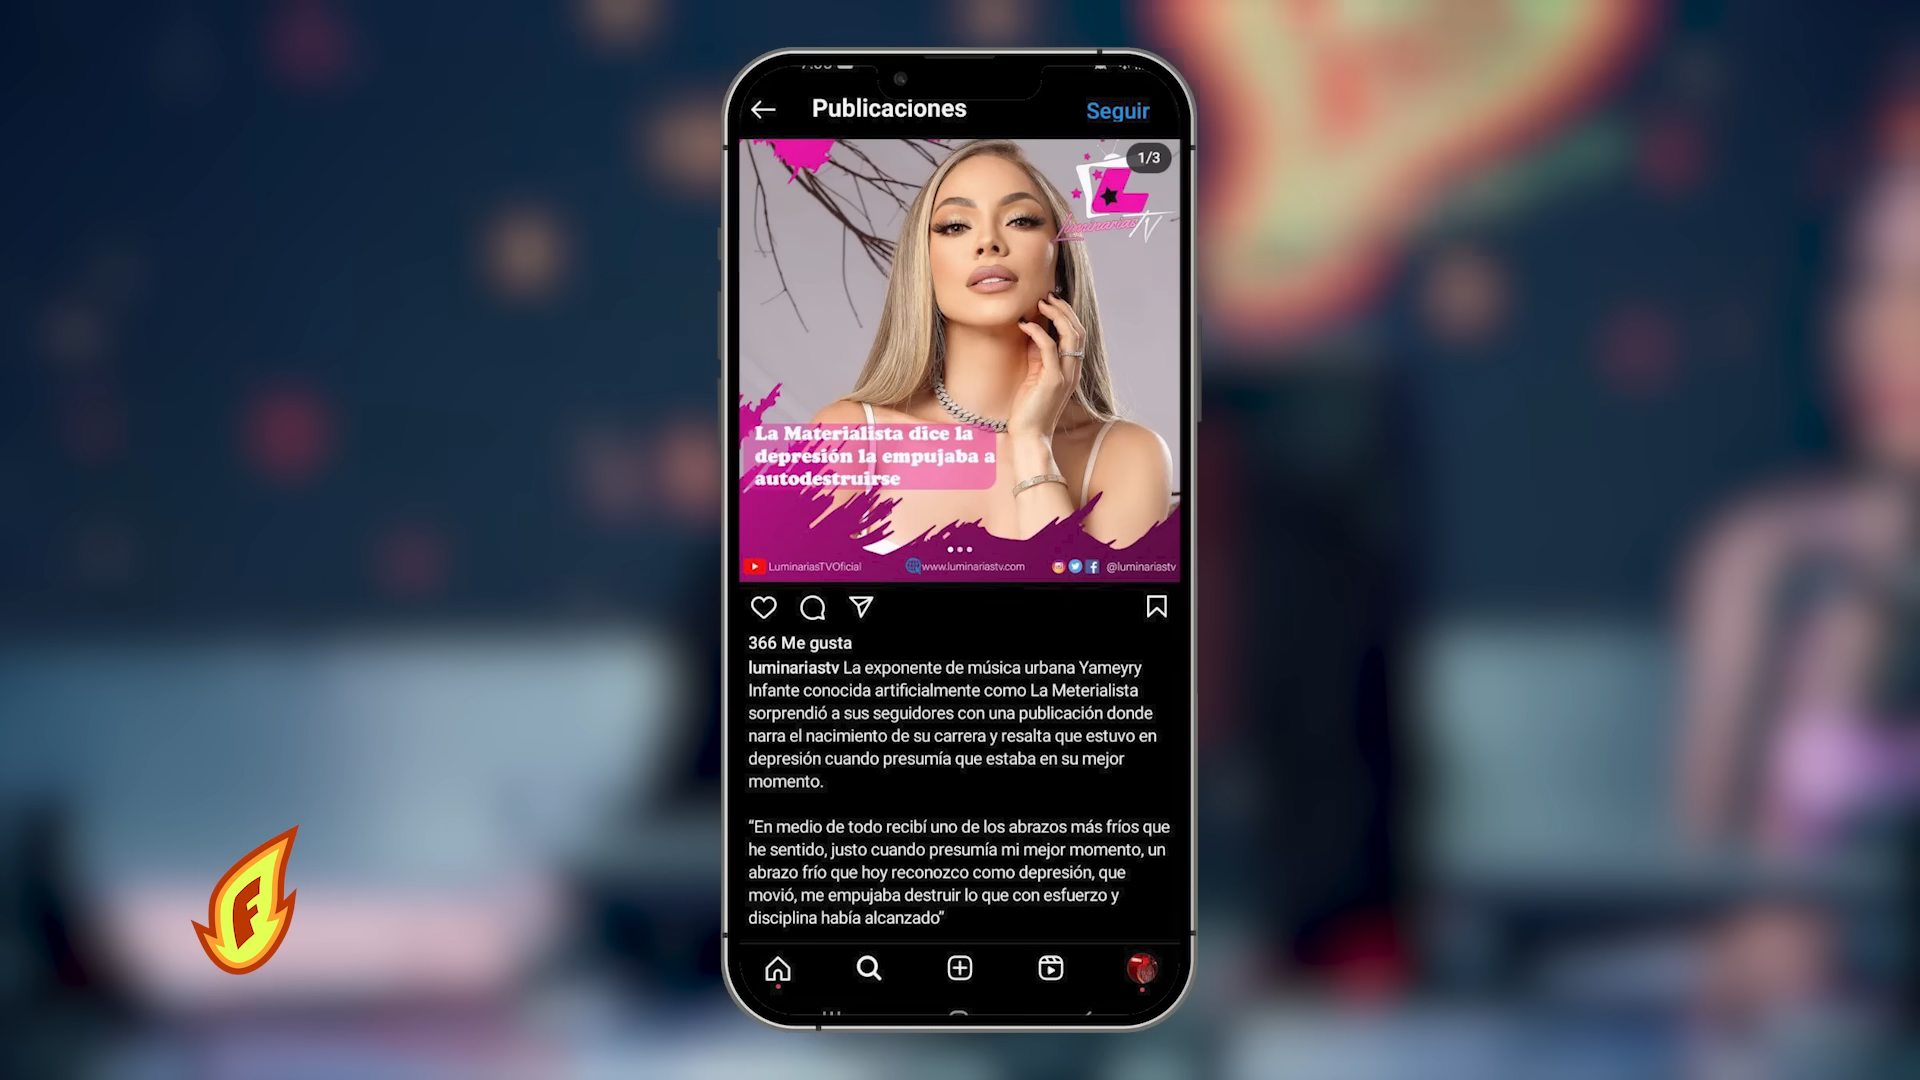 Publicaciones
Seguir
1/3
L
Luminarias TV
La Materialista dice la
depresión la empujaba a
autodestruirse
LuminariasTVOficial
www.luminariastv.com
@luminariastv
366 Me gusta
luminariastv La exponente de música urbana Yameyry
Infante conocida artificialmente como La Meterialista
sorprendió a sus seguidores con una publicación donde
narra el nacimiento de su carrera y resalta que estuvo en
depresión cuando presumía que estaba en su mejor
momento.
“En medio de todo recibí uno de los abrazos más fríos que
he sentido, justo cuando presumía mi mejor momento, un
abrazo frío que hoy reconozco como depresión, que
movió, me empujaba destruir lo que con esfuerzo y
disciplina había alcanzado”
F